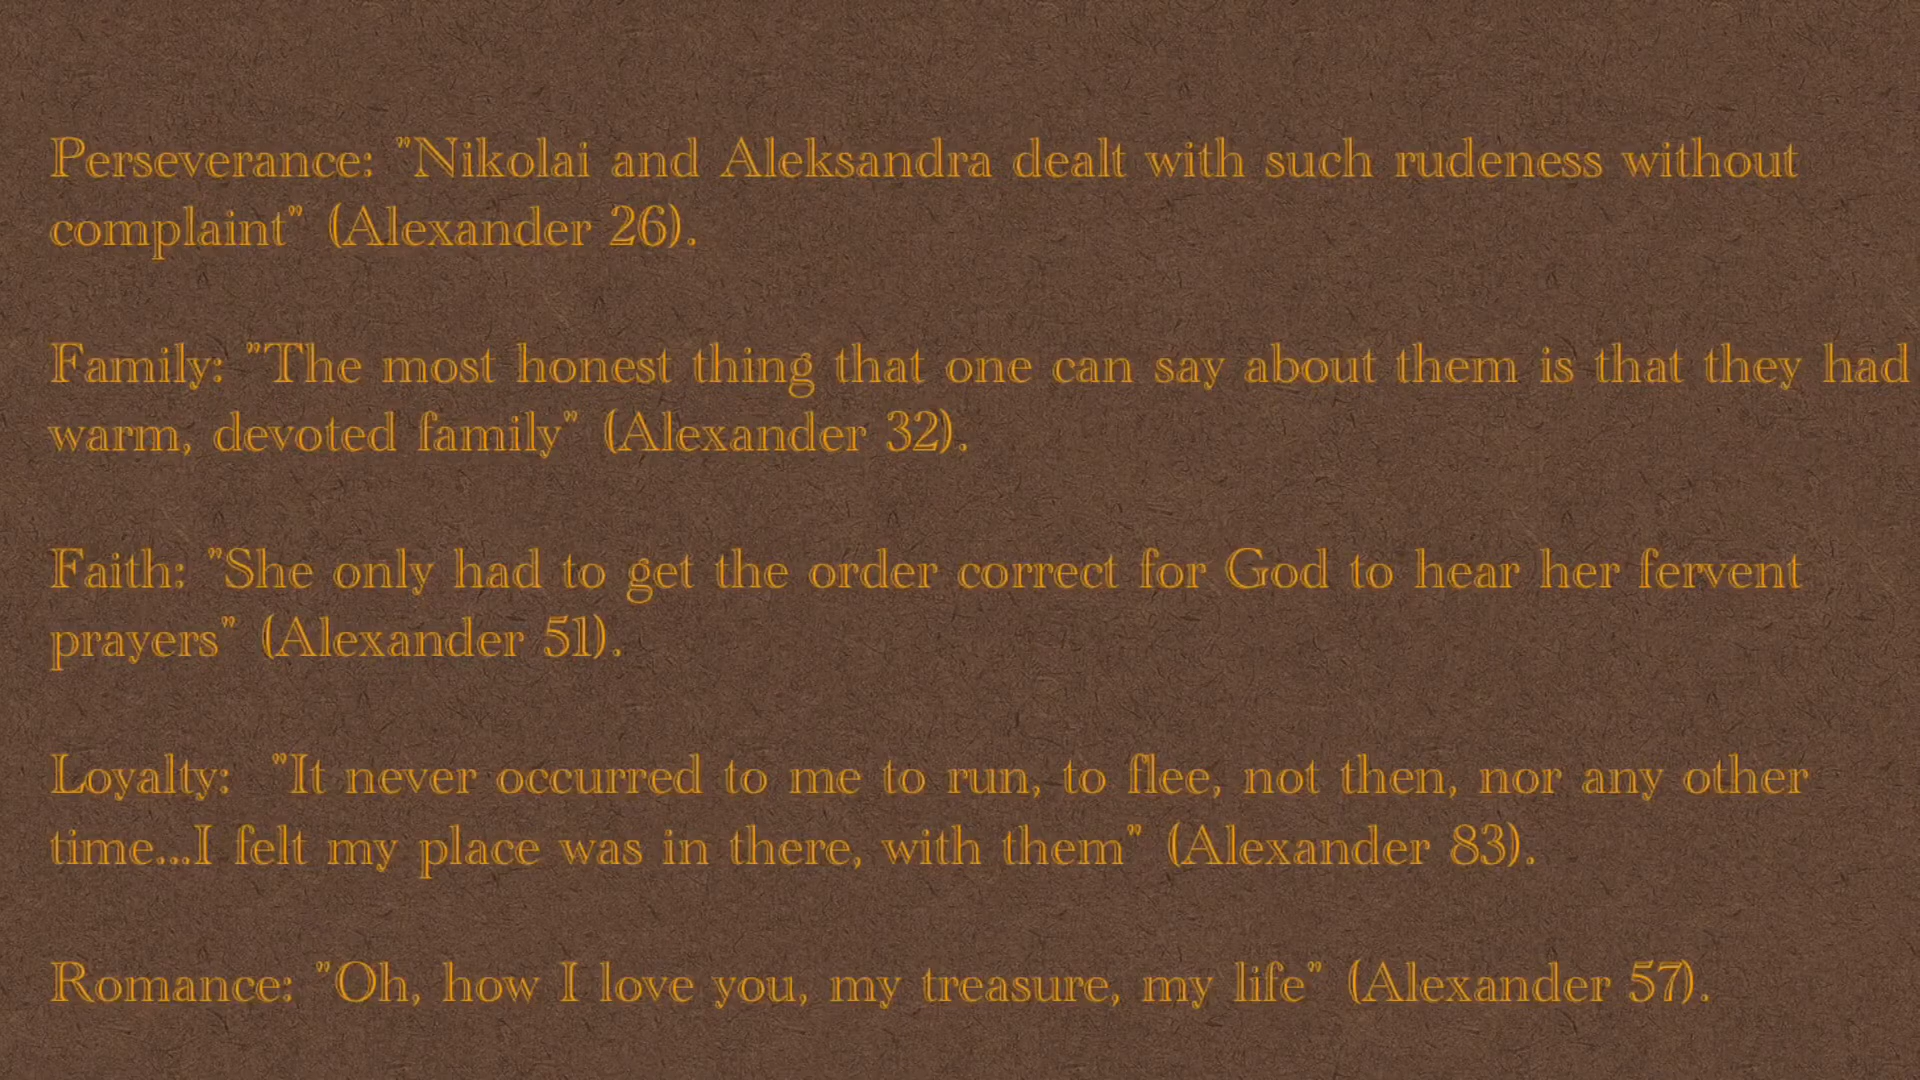 Perseverance: "Nikolai and Aleksandra dealt with such rudeness without
complaint" (Alexander 26).
Family: "The most honest thing that one can say about them is that they had
warm, devoted family" (Alexander 32).
Faith: "She only had to get the order correct for God to hear her fervent
prayers" (Alexander 51).
Loyalty: "It never occurred to me to run, to flee, not then, nor any other
time...I felt my place was in there, with them" (Alexander 83).
Romance: "Oh, how I love you, my treasure, my life" (Alexander 57).